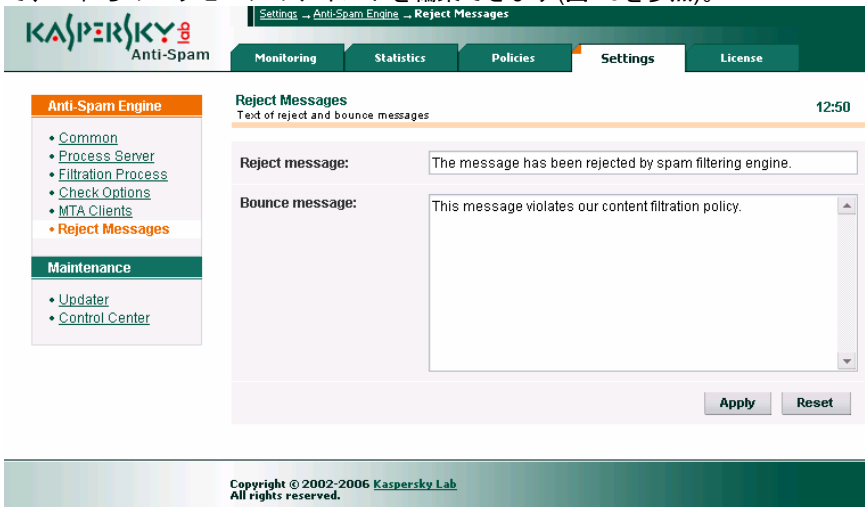 Settings → Anti-Spam Engine → Reject Messages
KASPERSKY lab
Anti-Spam
Monitoring
Statistics
Policies
Settings
License
Anti-Spam Engine
• Common
• Process Server
• Filtration Process
• Check Options
• MTA Clients
• Reject Messages
Maintenance
• Updater
• Control Center
Reject Messages
12:50
Text of reject and bounce messages
Reject message:
The message has been rejected by spam filtering engine.
Bounce message:
This message violates our content filtration policy.
Apply
Reset
Copyright © 2002-2006 Kaspersky Lab
All rights reserved.